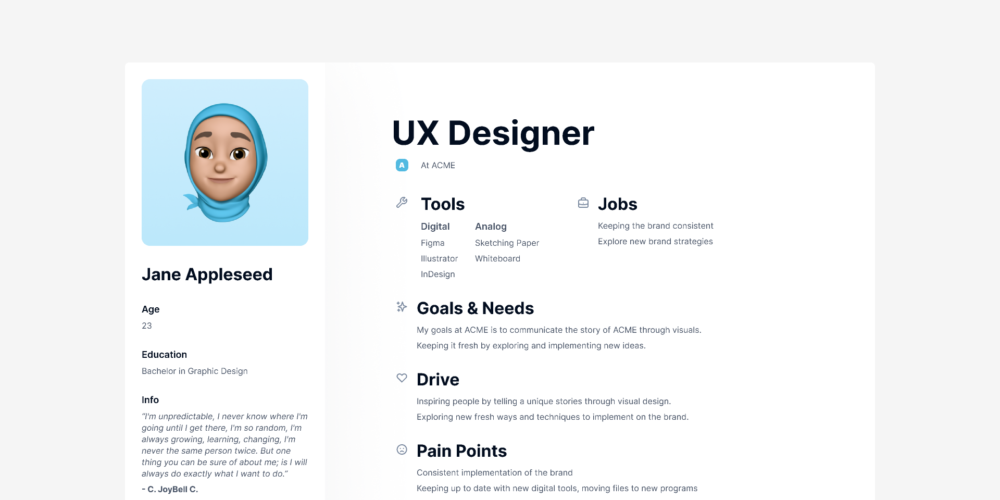 Jane Appleseed
Age
23
Education
Bachelor in Graphic Design
Info
“I'm unpredictable, I never know where I'm
going until I get there, I'm so random, I'm
always growing, learning, changing, I'm
never the same person twice. But one
thing you can be sure of about me; is I will
always do exactly what I want to do.”
- C. JoyBell C.
UX Designer
A At ACME
Tools
Digital
Figma
Illustrator
InDesign
Analog
Sketching Paper
Whiteboard
Jobs
Keeping the brand consistent
Explore new brand strategies
Goals & Needs
My goals at ACME is to communicate the story of ACME through visuals.
Keeping it fresh by exploring and implementing new ideas.
Drive
Inspiring people by telling a unique stories through visual design.
Exploring new fresh ways and techniques to implement on the brand.
Pain Points
Consistent implementation of the brand
Keeping up to date with new digital tools, moving files to new programs